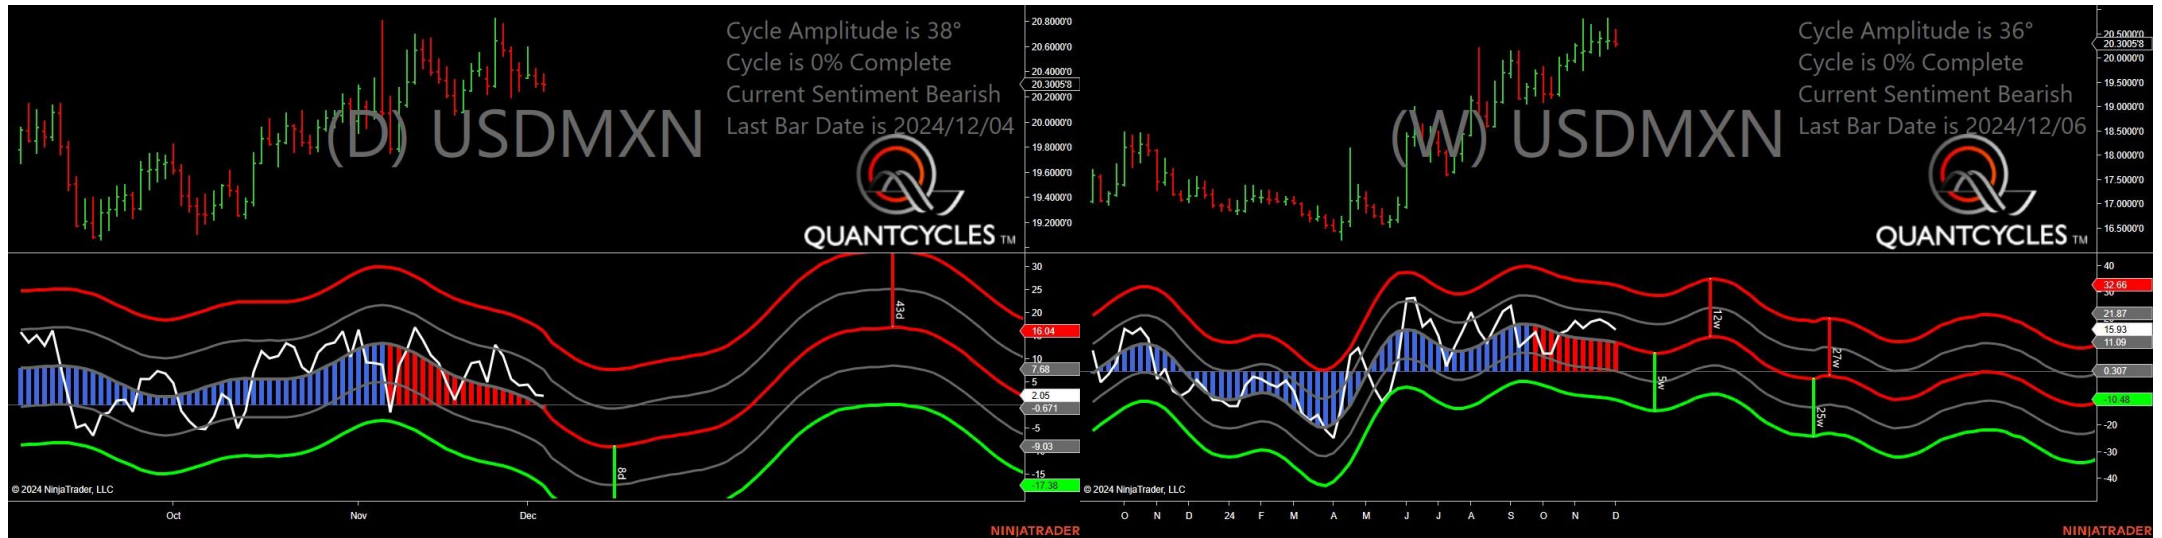 Cycle Amplitude is 38°
Cycle is 0% Complete
Current Sentiment Bearish
Last Bar Date is 2024/12/04
(D) USDMXN
QUANTCYCLES TM
20.8000'0
20.6000'0
20.4000'0
20.3005'8
20.2000'0
20.0000'0
19.8000'0
19.6000'0
19.4000'0
19.2000'0
43d
8d
30
25
20
16.04
10
7.68
5
2.05
-0.671
-5
-9.03
-15
-17.38
© 2024 NinjaTrader, LLC
Oct Nov Dec
NINJATRADER
Cycle Amplitude is 36°
Cycle is 0% Complete
Current Sentiment Bearish
Last Bar Date is 2024/12/06
(W) USDMXN
QUANTCYCLES TM
20.5000'0
20.3005'8
20.0000'0
19.5000'0
19.0000'0
18.5000'0
18.0000'0
17.5000'0
17.0000'0
16.5000'0
12w
27w
5w
25w
40
32.66
30
21.87
15.93
11.09
0.307
-10.48
-20
-30
-40
© 2024 NinjaTrader, LLC
O N D 24 F M A M J J A S O N D
NINJATRADER